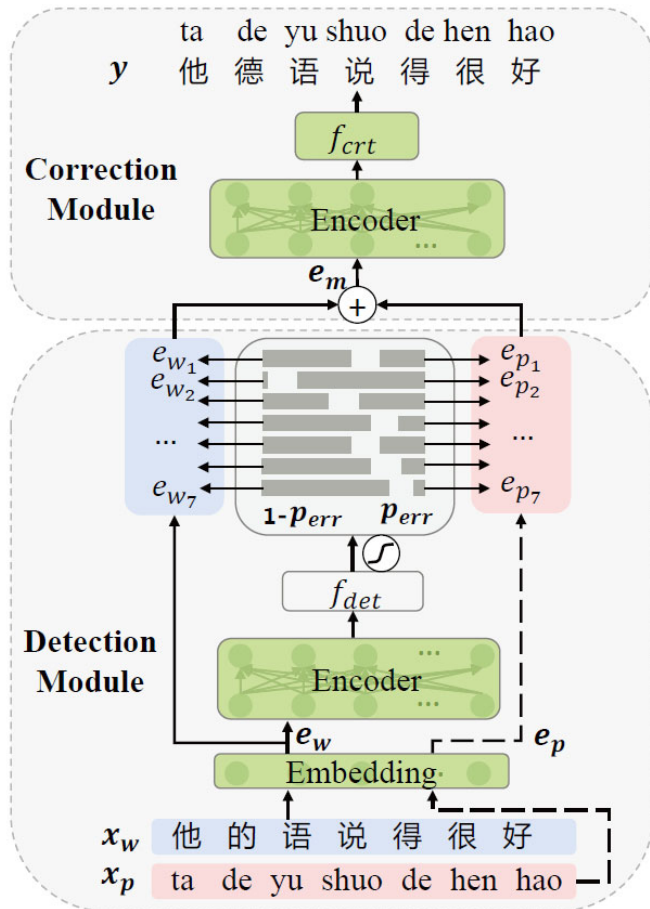 ta de yu shuo de hen hao
y 他 德 语 说 得 很 好
f_crt
Correction
Module
Encoder
...
e_m
+
e_w1 e_p1
e_w2 e_p2
... ...
e_w7 e_p7
1-p_err p_err
f_det
Detection
Module
...
Encoder
...
e_w e_p
Embedding
x_w 他 的 语 说 得 很 好
x_p ta de yu shuo de hen hao